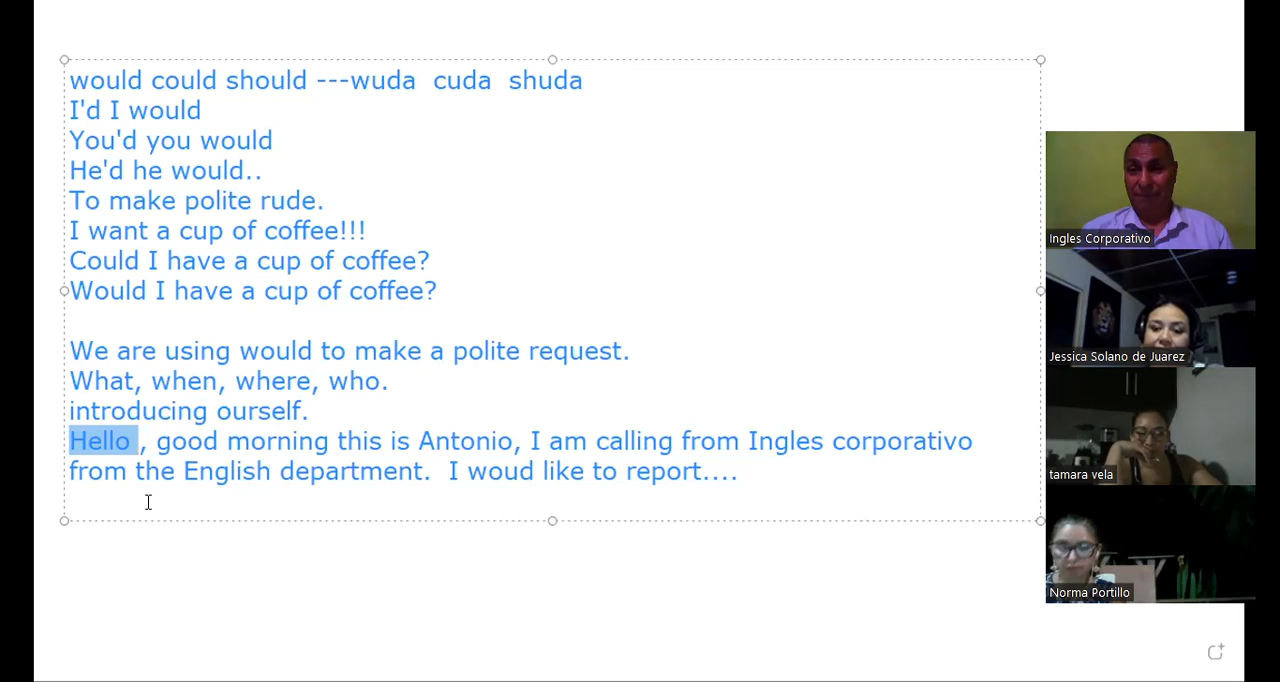 would could should ---wuda  cuda  shuda
I'd I would
You'd you would
He'd he would..
To make polite rude.
I want a cup of coffee!!!
Could I have a cup of coffee?
Would I have a cup of coffee?
We are using would to make a polite request.
What, when, where, who.
introducing ourself.
Hello , good morning this is Antonio, I am calling from Ingles corporativo
from the English department.  I woud like to report....
Ingles Corporativo
Jessica Solano de Juarez
tamara vela
Norma Portillo